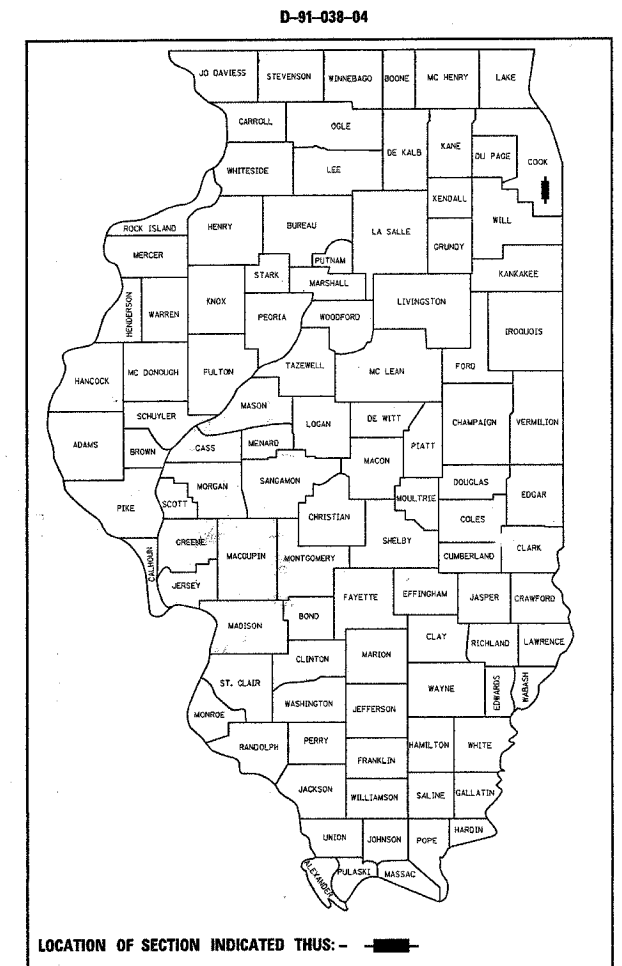 D-91-038-04
JO DAVIESS STEVENSON WINNEBAGO BOONE MC HENRY LAKE
CARROLL OGLE DE KALB KANE DU PAGE COOK
WHITESIDE LEE KENDALL WILL
ROCK ISLAND HENRY BUREAU LA SALLE GRUNDY
MERCER PUTNAM KANKAKEE
STARK MARSHALL
HENDERSON WARREN KNOX PEORIA WOODFORD LIVINGSTON IROQUOIS
HANCOCK MC DONOUGH FULTON TAZEWELL MC LEAN FORD
SCHUYLER MASON LOGAN DE WITT CHAMPAIGN VERMILION
ADAMS BROWN CASS MENARD MACON PIATT
PIKE SCOTT MORGAN SANGAMON MOULTRIE DOUGLAS EDGAR
CHRISTIAN COLES
CALHOUN GREENE MACOUPIN MONTGOMERY SHELBY CUMBERLAND CLARK
JERSEY FAYETTE EFFINGHAM JASPER CRAWFORD
MADISON BOND CLAY RICHLAND LAWRENCE
CLINTON MARION
ST. CLAIR WAYNE EDWARDS WABASH
MONROE WASHINGTON JEFFERSON
RANDOLPH PERRY HAMILTON WHITE
FRANKLIN
JACKSON WILLIAMSON SALINE GALLATIN
UNION JOHNSON POPE HARDIN
ALEXANDER PULASKI MASSAC
LOCATION OF SECTION INDICATED THUS:-